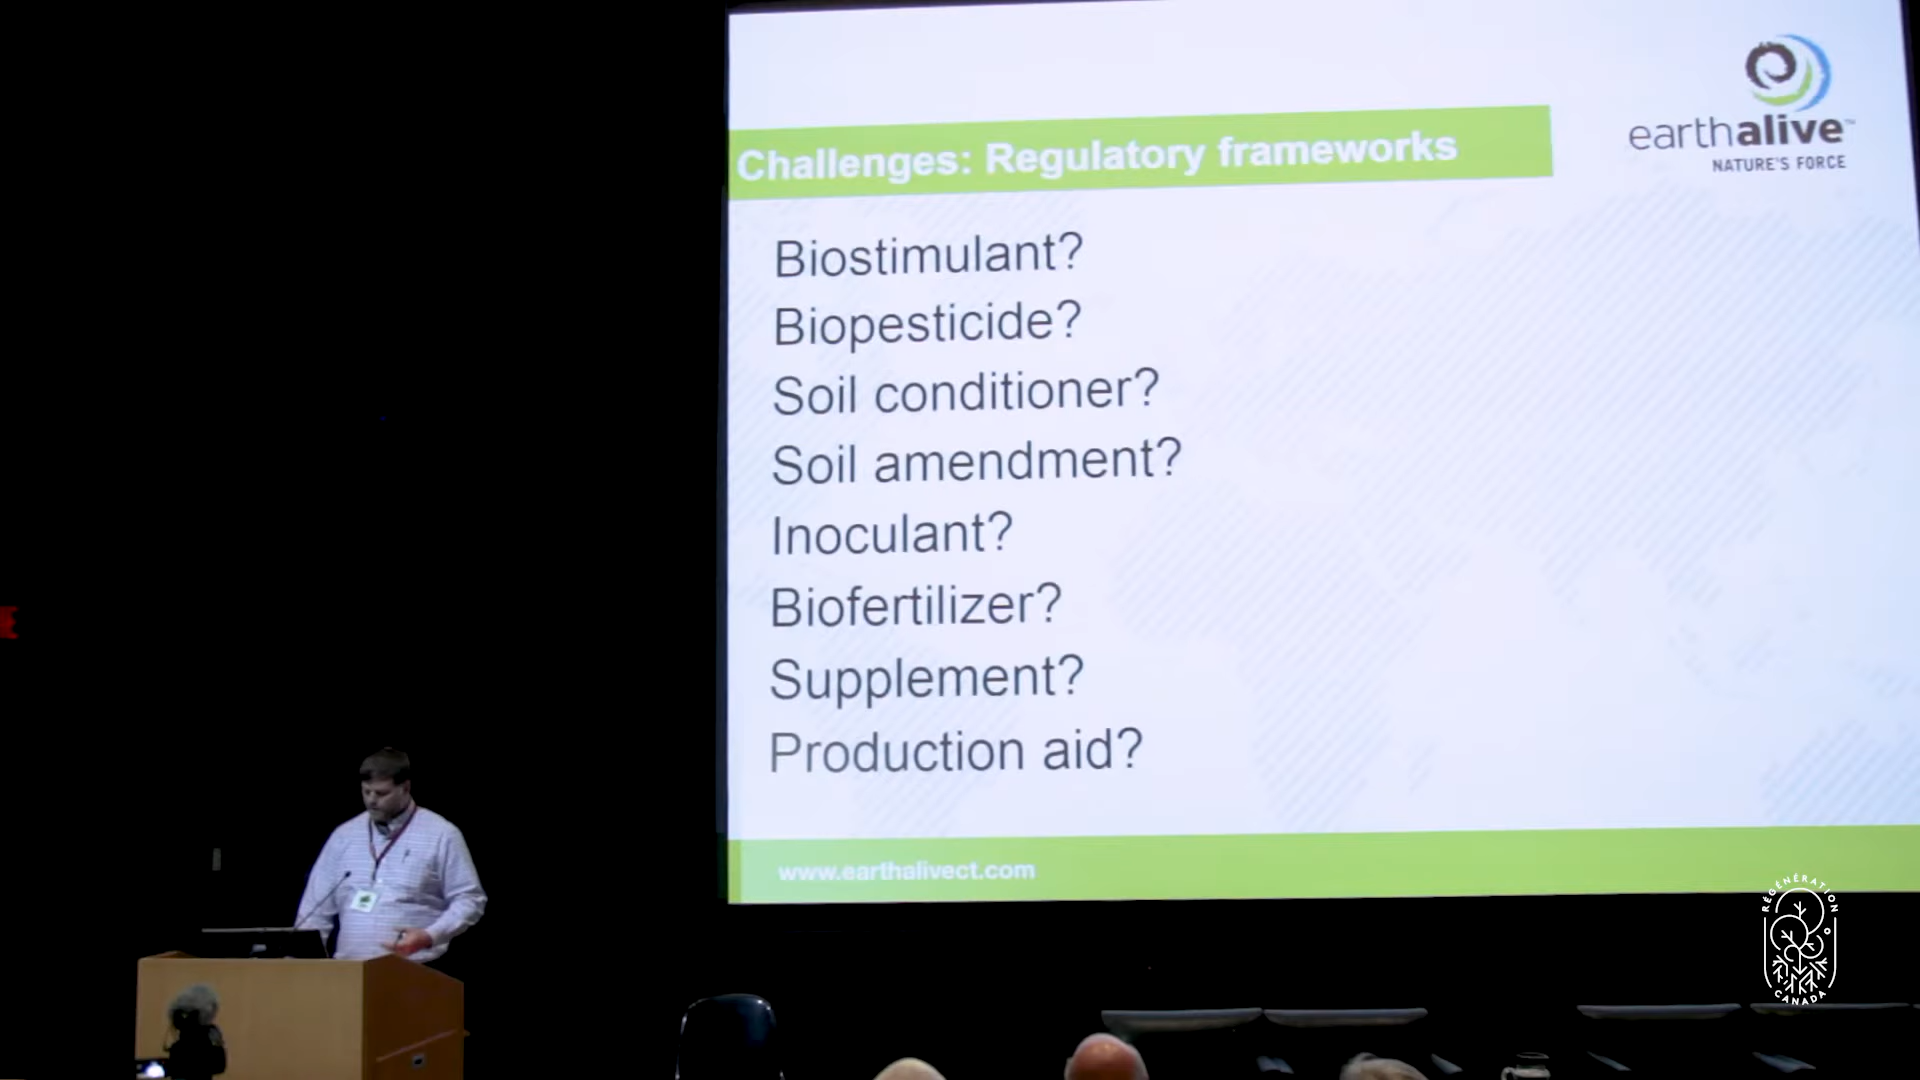 earthalive™
NATURE'S FORCE
Challenges: Regulatory frameworks
Biostimulant?
Biopesticide?
Soil conditioner?
Soil amendment?
Inoculant?
Biofertilizer?
Supplement?
Production aid?
www.earthalivect.com
RÉGÉNÉRATION
CANADA